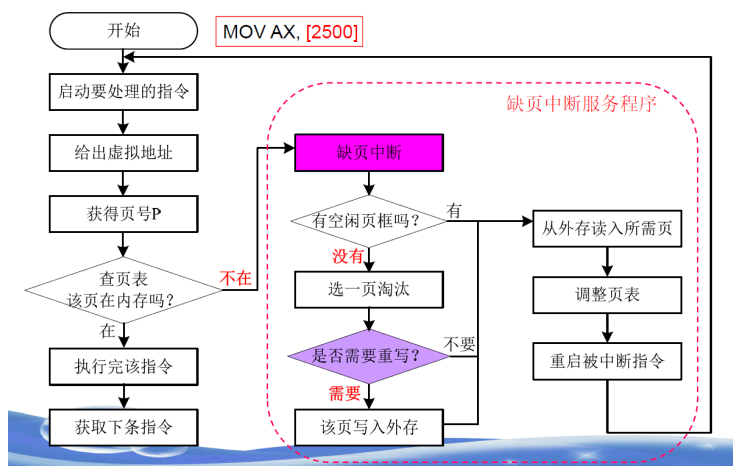 开始
MOV AX, [2500]
启动要处理的指令
给出虚拟地址
获得页号P
查页表
该页在内存吗?
不在
在
执行完该指令
获取下条指令
缺页中断服务程序
缺页中断
有空闲页框吗?
有
没有
选一页淘汰
是否需要重写?
不要
需要
该页写入外存
从外存读入所需页
调整页表
重启被中断指令